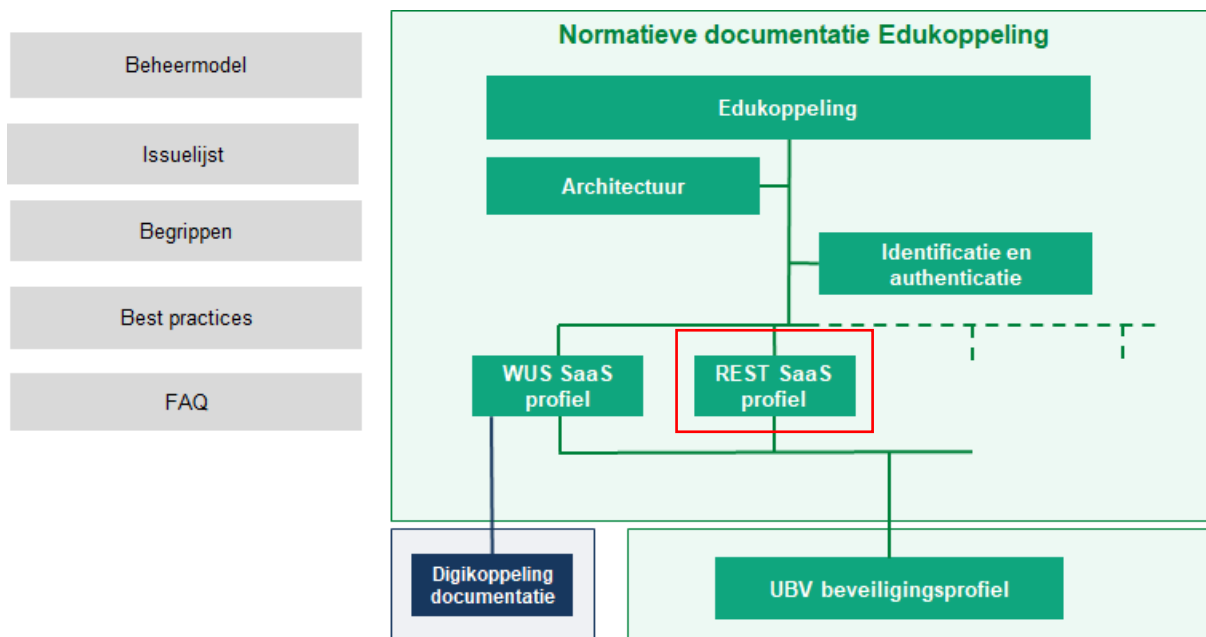 Beheermodel
Issuelijst
Begrippen
Best practices
FAQ
Normatieve documentatie Edukoppeling
Edukoppeling
Architectuur
Identificatie en
authenticatie
WUS SaaS
profiel
REST SaaS
profiel
Digikoppeling
documentatie
UBV beveiligingsprofiel